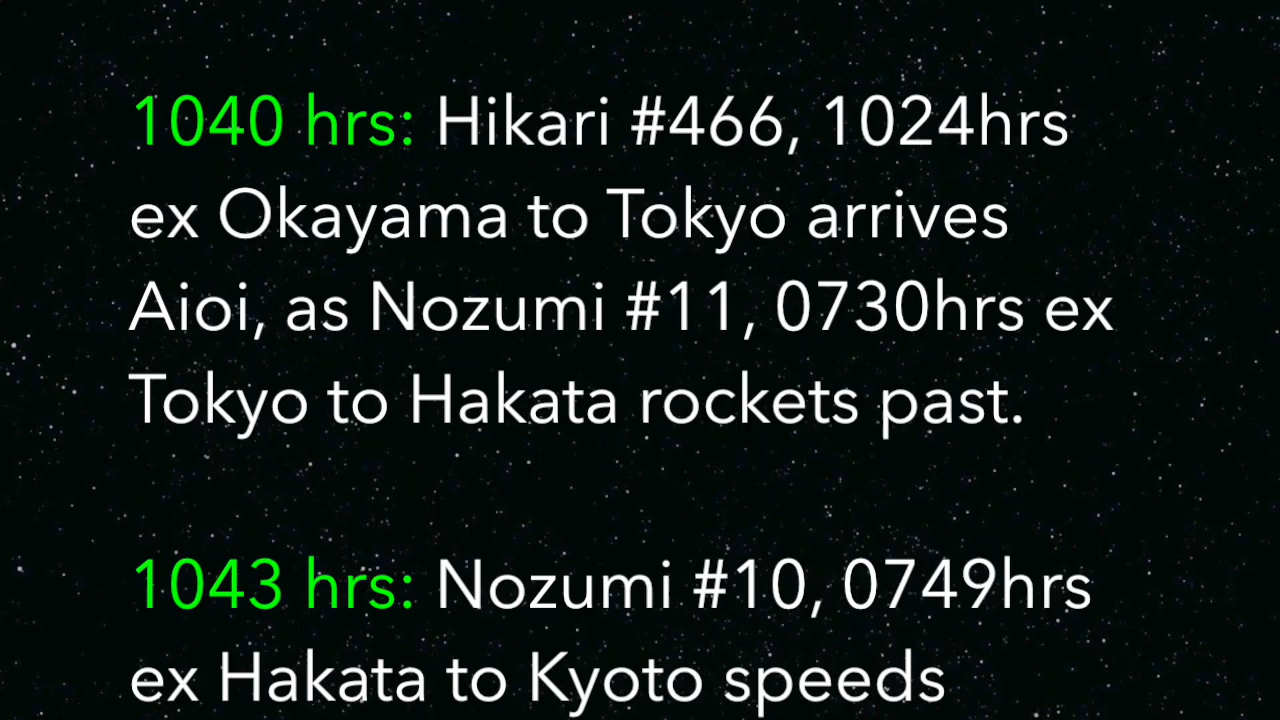 1040 hrs: Hikari #466, 1024hrs
ex Okayama to Tokyo arrives
Aioi, as Nozumi #11, 0730hrs ex
Tokyo to Hakata rockets past.
1043 hrs: Nozumi #10, 0749hrs
ex Hakata to Kyoto speeds